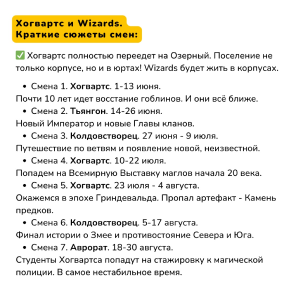 Хогвартс и Wizards.
Краткие сюжеты смен:
✅ Хогвартс полностью переедет на Озерный. Поселение не
только корпусе, но и в юртах! Wizards будет жить в корпусах.
• Смена 1. Хогвартс. 1-13 июня.
Почти 10 лет идет восстание гоблинов. И они всё ближе.
• Смена 2. Тьянгон. 14-26 июня.
Новый Император и новые Главы кланов.
• Смена 3. Колдовстворец. 27 июня - 9 июля.
Путешествие по ветвям и появление новой, неизвестной.
• Смена 4. Хогвартс. 10-22 июля.
Попадем на Всемирную Выставку маглов начала 20 века.
• Смена 5. Хогвартс. 23 июля - 4 августа.
Окажемся в эпохе Гриндевальда. Пропал артефакт - Камень
предков.
• Смена 6. Колдовстворец. 5-17 августа.
Финал истории о Змее и противостояние Севера и Юга.
• Смена 7. Аврорат. 18-30 августа.
Студенты Хогвартса попадут на стажировку к магической
полиции. В самое нестабильное время.